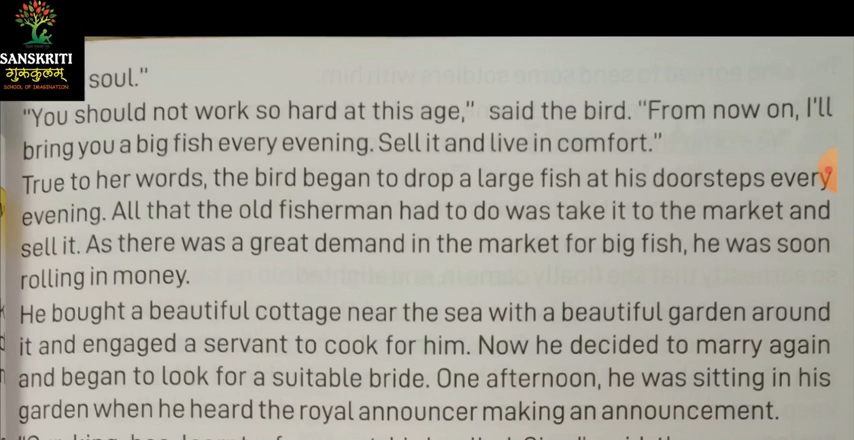 SANSKRITI
गुरुकुलम्
SCHOOL OF IMAGINATION
soul."
"You should not work so hard at this age," said the bird. "From now on, I'll
bring you a big fish every evening. Sell it and live in comfort."
True to her words, the bird began to drop a large fish at his doorsteps every
evening. All that the old fisherman had to do was take it to the market and
sell it. As there was a great demand in the market for big fish, he was soon
rolling in money.
He bought a beautiful cottage near the sea with a beautiful garden around
it and engaged a servant to cook for him. Now he decided to marry again
and began to look for a suitable bride. One afternoon, he was sitting in his
garden when he heard the royal announcer making an announcement.